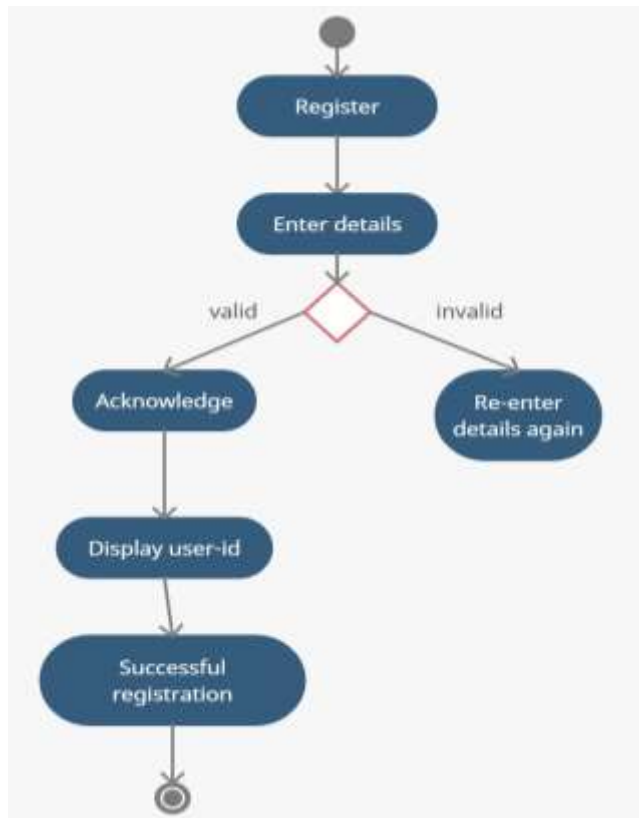 Register
Enter details
valid
invalid
Acknowledge
Re-enter
details again
Display user-id
Successful
registration